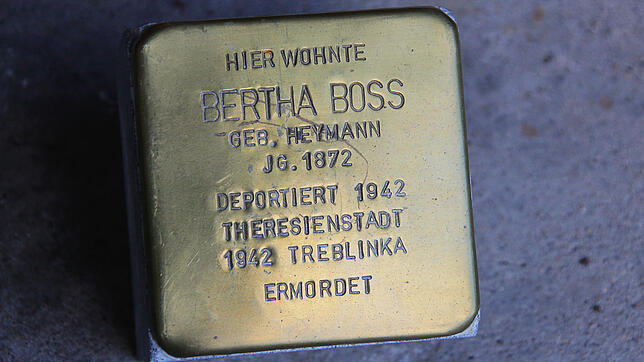 HIER WOHNTE
BERTHA BOSS
GEB. HEYMANN
JG. 1872
DEPORTIERT 1942
THERESIENSTADT
1942 TREBLINKA
ERMORDET